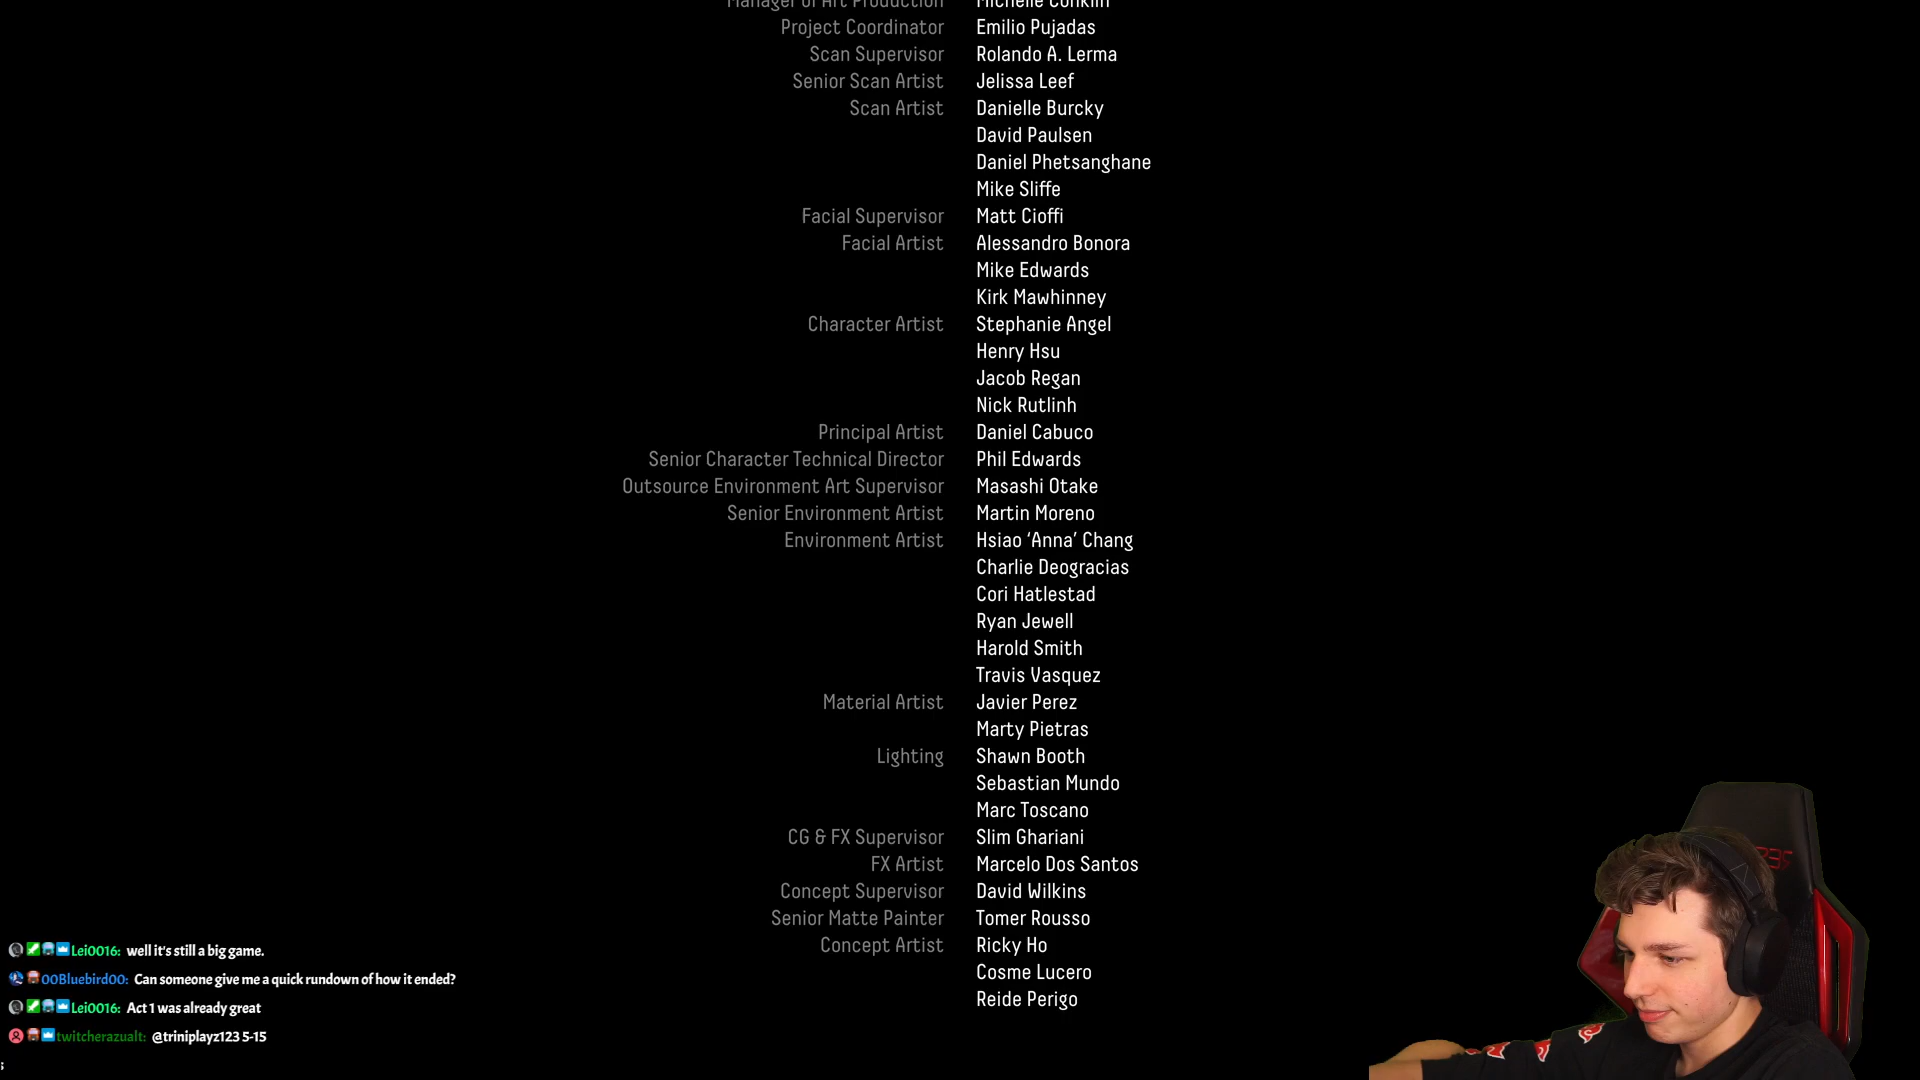 Manager of Art Production Michelle Conklin
Project Coordinator Emilio Pujadas
Scan Supervisor Rolando A. Lerma
Senior Scan Artist Jelissa Leef
Scan Artist Danielle Burcky
David Paulsen
Daniel Phetsanghane
Mike Sliffe
Facial Supervisor Matt Cioffi
Facial Artist Alessandro Bonora
Mike Edwards
Kirk Mawhinney
Character Artist Stephanie Angel
Henry Hsu
Jacob Regan
Nick Rutlinh
Principal Artist Daniel Cabuco
Senior Character Technical Director Phil Edwards
Outsource Environment Art Supervisor Masashi Otake
Senior Environment Artist Martin Moreno
Environment Artist Hsiao ‘Anna’ Chang
Charlie Deogracias
Cori Hatlestad
Ryan Jewell
Harold Smith
Travis Vasquez
Material Artist Javier Perez
Marty Pietras
Lighting Shawn Booth
Sebastian Mundo
Marc Toscano
CG & FX Supervisor Slim Ghariani
FX Artist Marcelo Dos Santos
Concept Supervisor David Wilkins
Senior Matte Painter Tomer Rousso
Concept Artist Ricky Ho
Cosme Lucero
Reide Perigo
Lei0016: well it's still a big game.
00Bluebird00: Can someone give me a quick rundown of how it ended?
Lei0016: Act 1 was already great
twitcherazualt: @triniplayz123 5-15